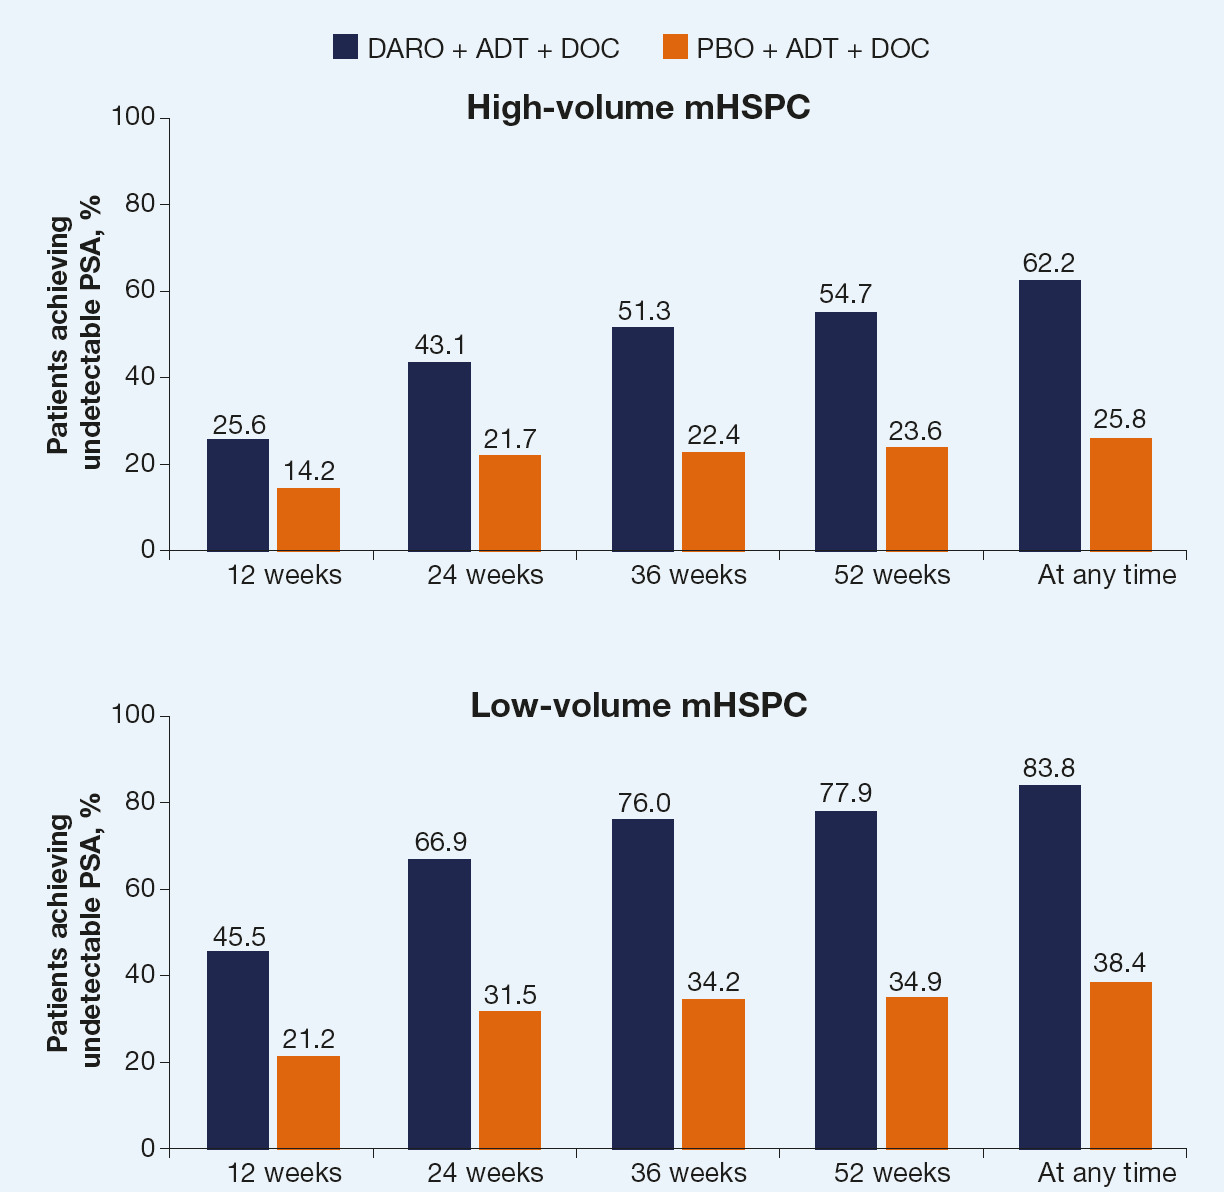 DARO + ADT + DOC
PBO + ADT + DOC
High-volume mHSPC
Patients achieving
undetectable PSA, %
100
80
60
40
20
0
25.6
14.2
43.1
21.7
51.3
22.4
54.7
23.6
62.2
25.8
12 weeks
24 weeks
36 weeks
52 weeks
At any time
Low-volume mHSPC
Patients achieving
undetectable PSA, %
100
80
60
40
20
0
45.5
21.2
66.9
31.5
76.0
34.2
77.9
34.9
83.8
38.4
12 weeks
24 weeks
36 weeks
52 weeks
At any time